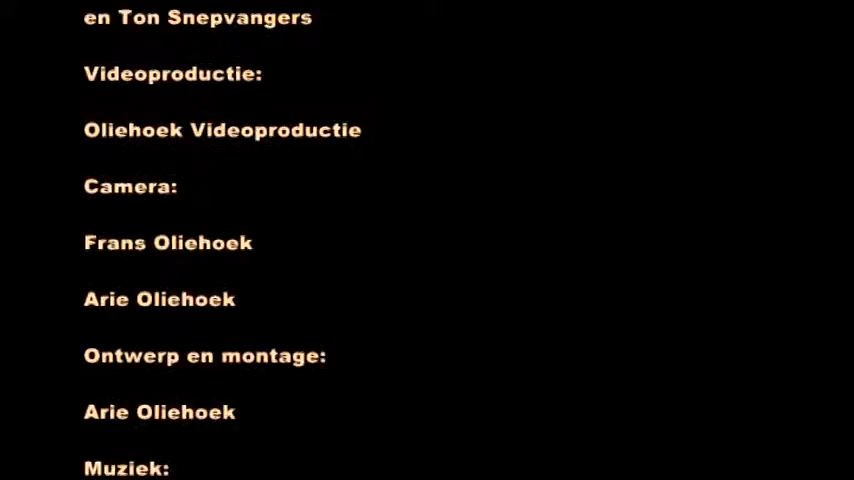 en Ton Snepvangers
Videoproductie:
Oliehoek Videoproductie
Camera:
Frans Oliehoek
Arie Oliehoek
Ontwerp en montage:
Arie Oliehoek
Muziek: